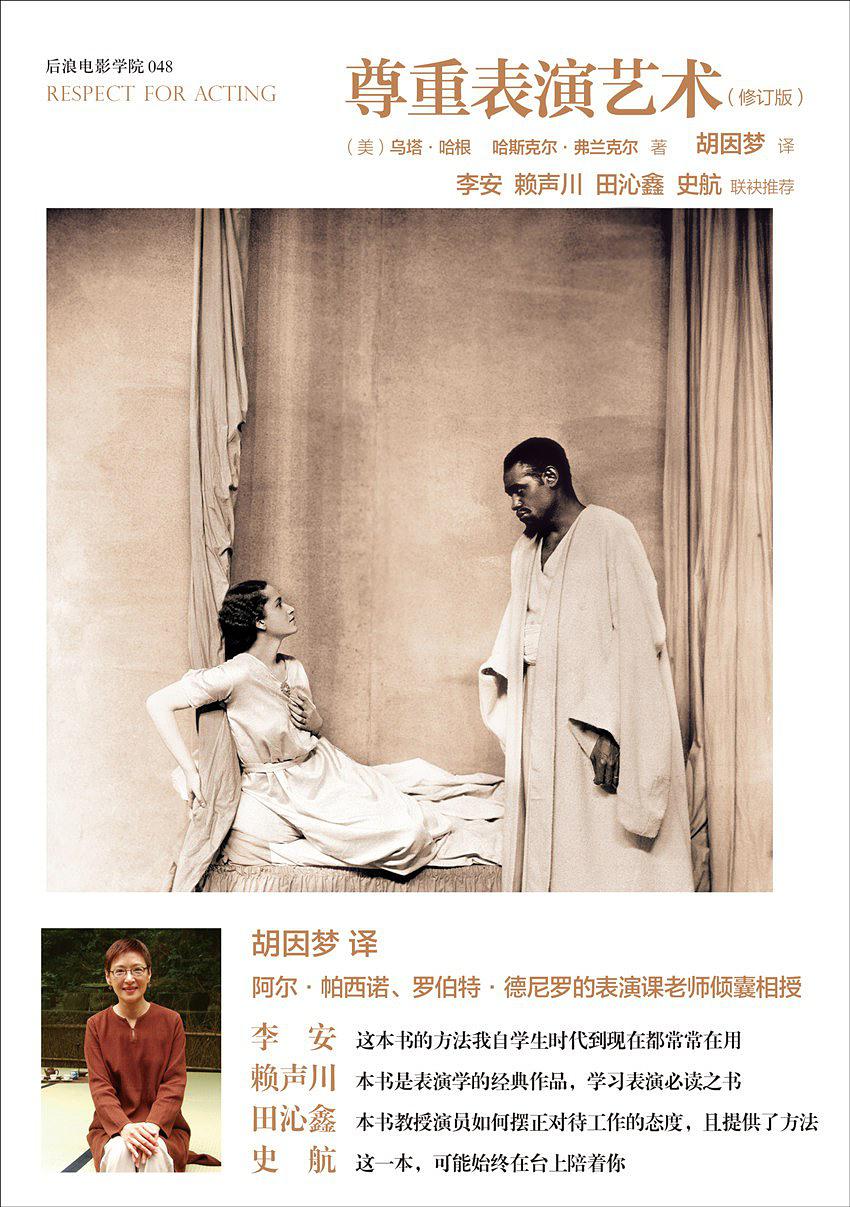 后浪电影学院 048
RESPECT FOR ACTING
尊重表演艺术（修订版）
（美）乌塔·哈根 哈斯克尔·弗兰克尔 著 胡因梦 译
李安 赖声川 田沁鑫 史航 联袂推荐
胡因梦 译
阿尔·帕西诺、罗伯特·德尼罗的表演课老师倾囊相授
李 安 这本书的方法我自学生时代到现在都常常在用
赖声川 本书是表演学的经典作品，学习表演必读之书
田沁鑫 本书教授演员如何摆正对待工作的态度，且提供了方法
史 航 这一本，可能始终在台上陪着你